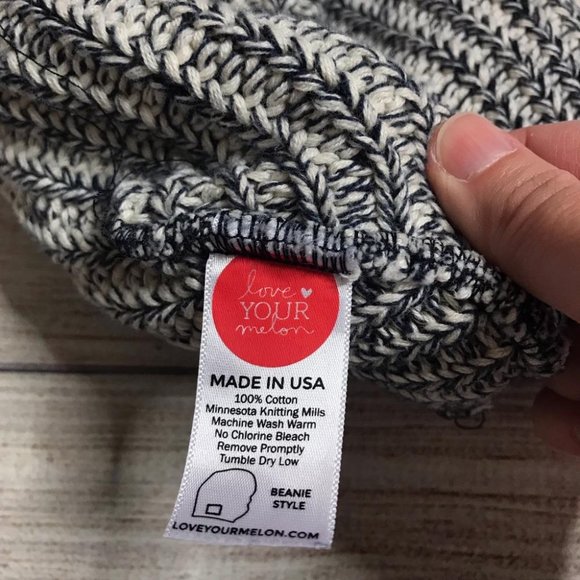 love
YOUR
melon
MADE IN USA
100% Cotton
Minnesota Knitting Mills
Machine Wash Warm
No Chlorine Bleach
Remove Promptly
Tumble Dry Low
BEANIE
STYLE
LOVEYOURMELON.COM